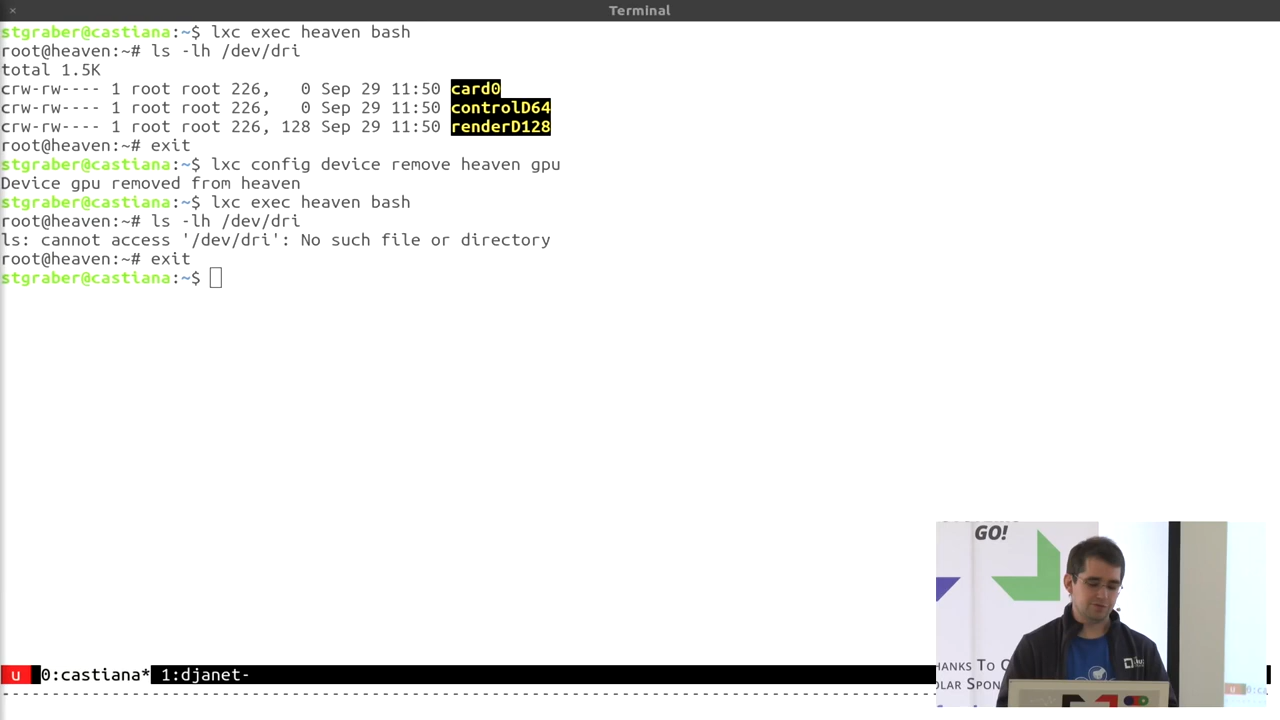 Terminal
stgraber@castiana:~$ lxc exec heaven bash
root@heaven:~# ls -lh /dev/dri
total 1.5K
crw-rw---- 1 root root 226,   0 Sep 29 11:50 card0
crw-rw---- 1 root root 226,   0 Sep 29 11:50 controlD64
crw-rw---- 1 root root 226, 128 Sep 29 11:50 renderD128
root@heaven:~# exit
stgraber@castiana:~$ lxc config device remove heaven gpu
Device gpu removed from heaven
stgraber@castiana:~$ lxc exec heaven bash
root@heaven:~# ls -lh /dev/dri
ls: cannot access '/dev/dri': No such file or directory
root@heaven:~# exit
stgraber@castiana:~$
GO!
HANKS TO
OLAR SPON
u 0:castiana* 1:djanet-